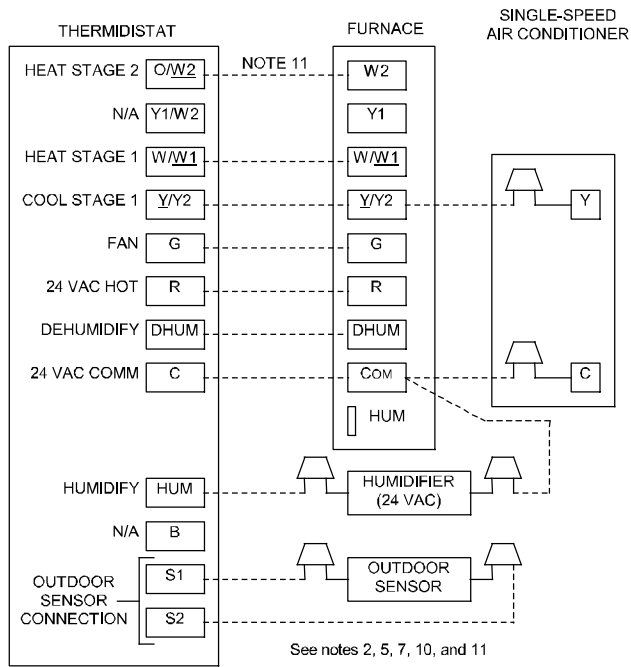 SINGLE-SPEED
AIR CONDITIONER
THERMIDISTAT
FURNACE
HEAT STAGE 2 O/W2 NOTE 11 W2
N/A Y1/W2 Y1
HEAT STAGE 1 W/W1 W/W1
COOL STAGE 1 Y/Y2 Y/Y2 Y
FAN G G
24 VAC HOT R R
DEHUMIDIFY DHUM DHUM
24 VAC COMM C COM C
HUM
HUMIDIFY HUM HUMIDIFIER
(24 VAC)
N/A B
S1 OUTDOOR
SENSOR
OUTDOOR
SENSOR
CONNECTION
S2
See notes 2, 5, 7, 10, and 11